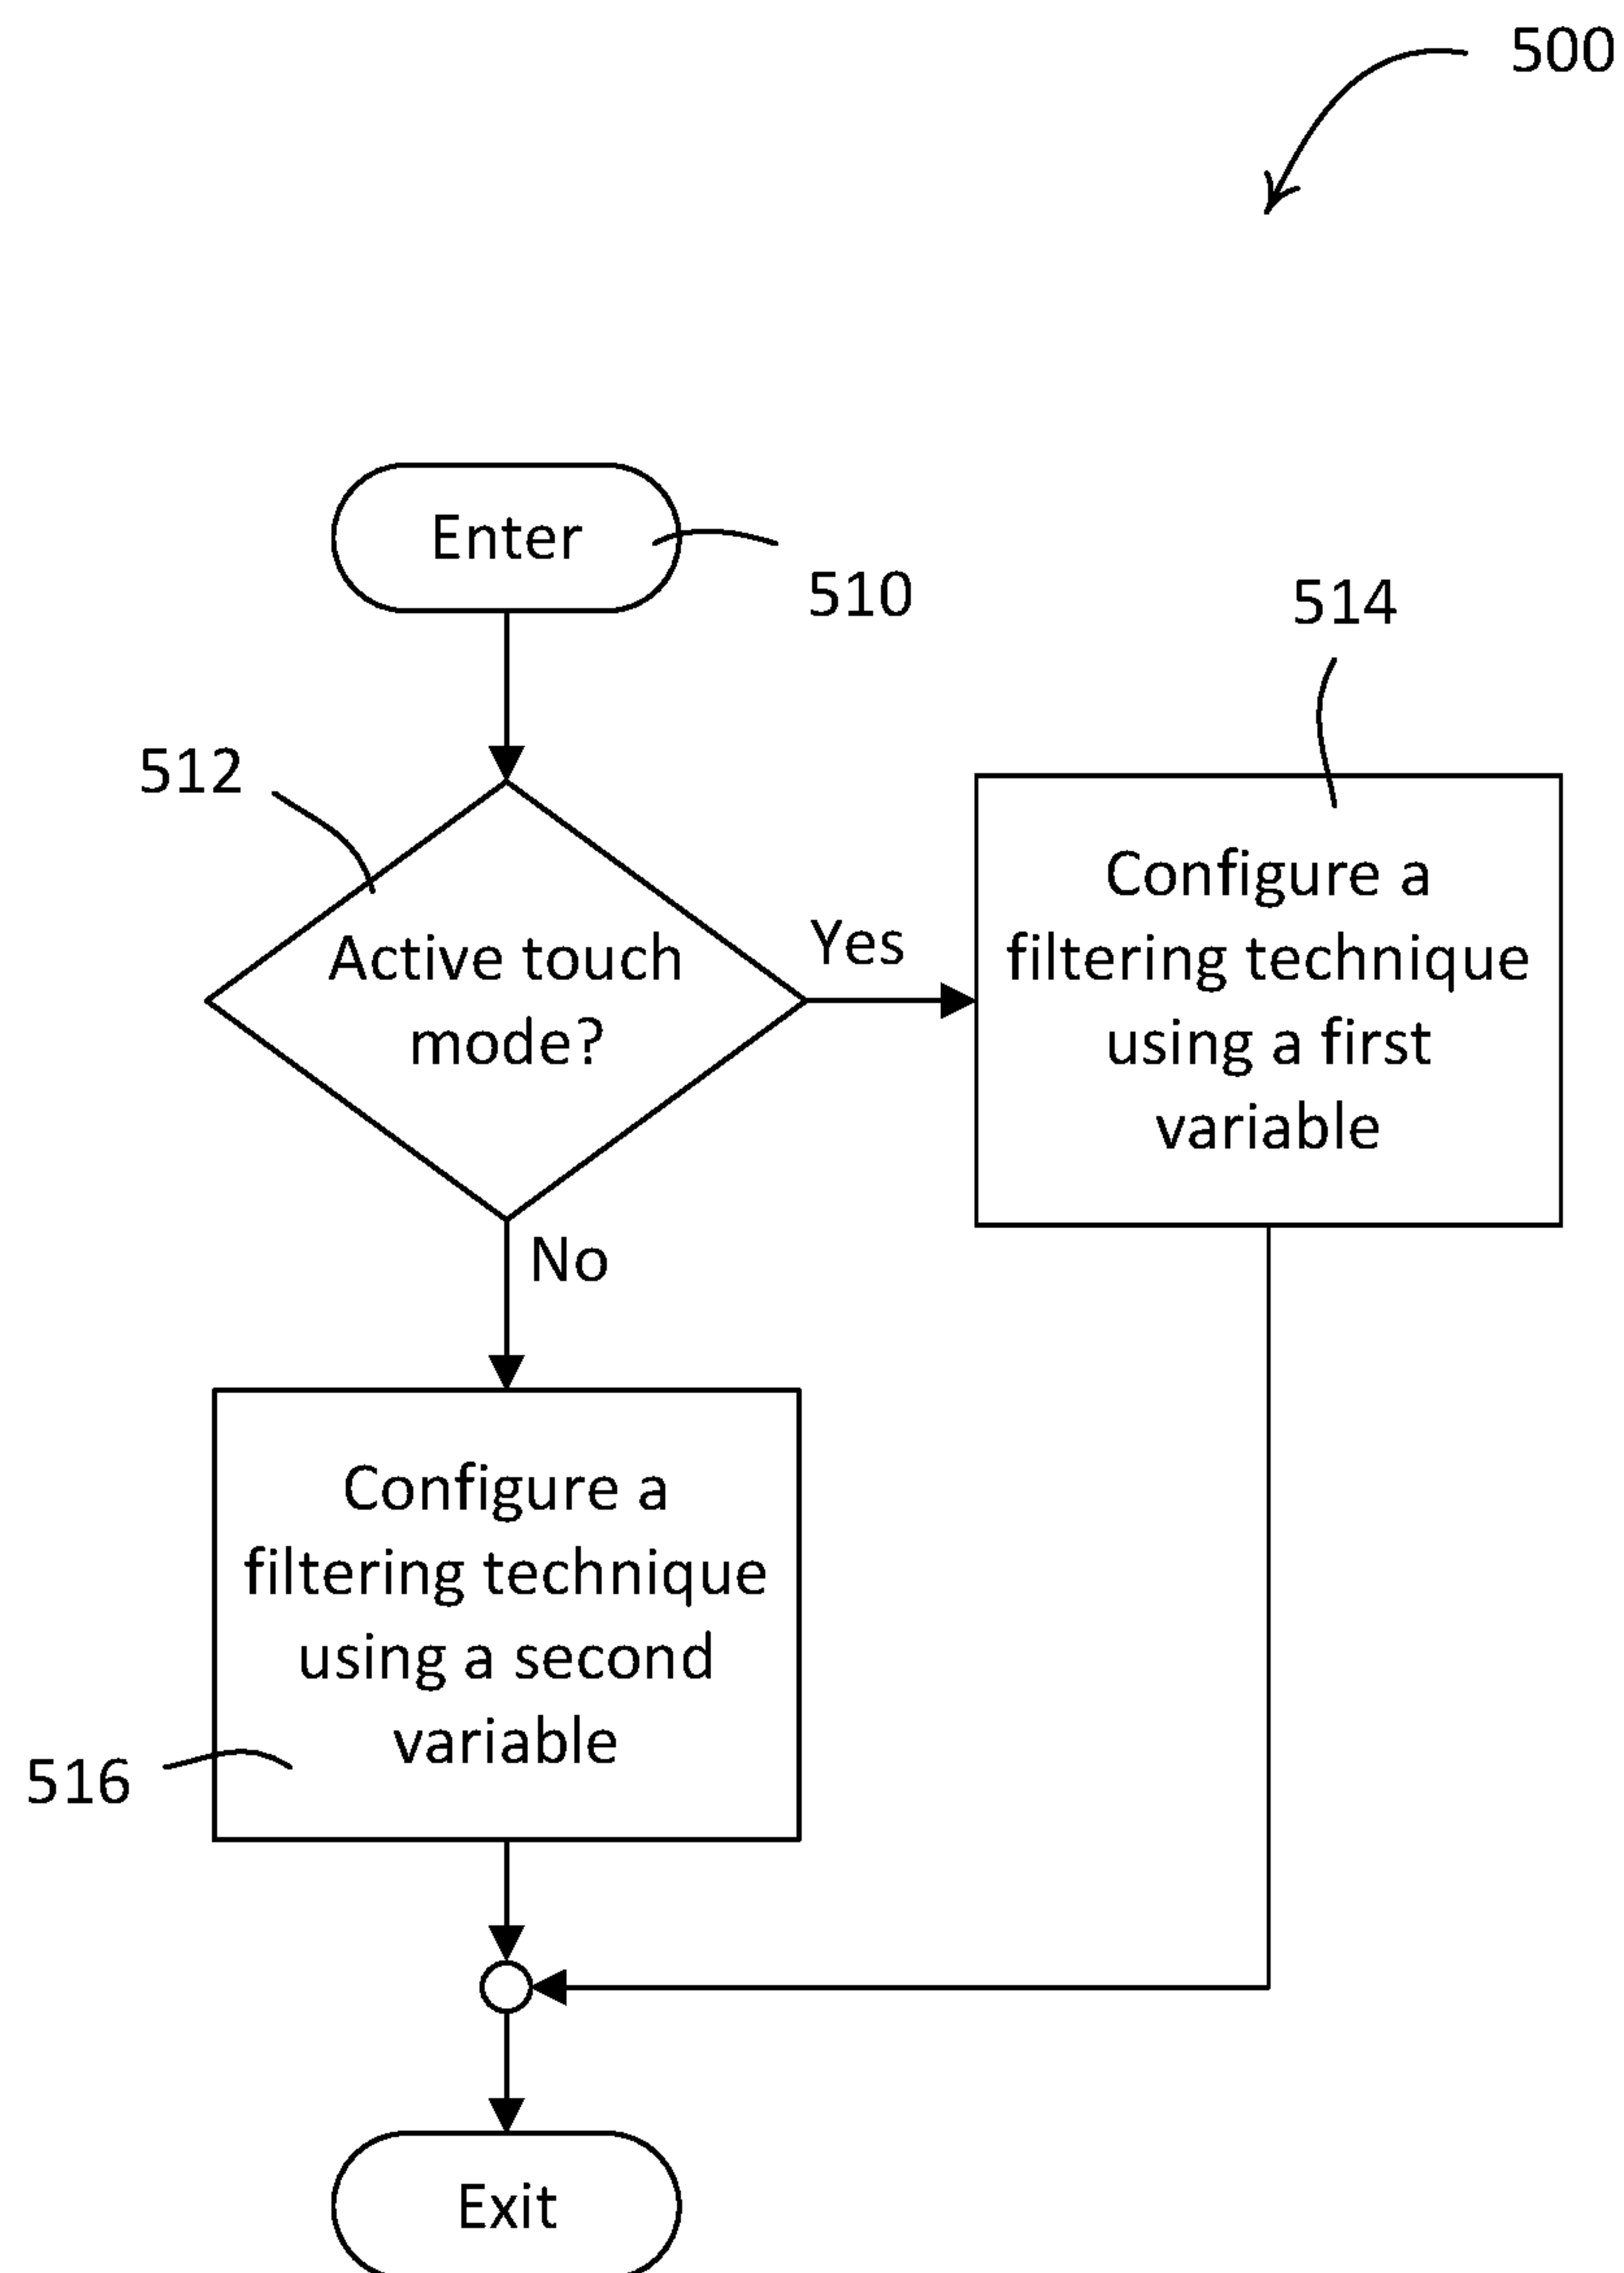 500
Enter
510
514
512
Active touch
mode?
Yes
Configure a
filtering technique
using a first
variable
No
Configure a
filtering technique
using a second
variable
516
Exit